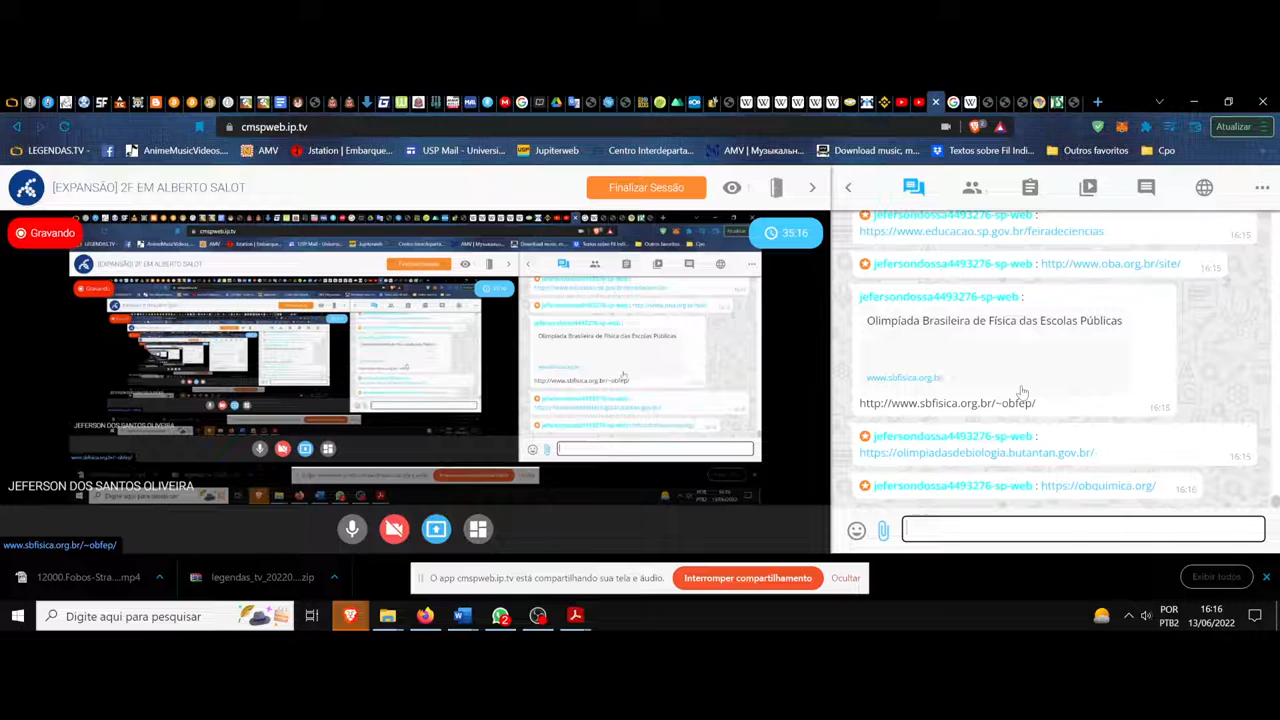 cmspweb.ip.tv
Atualizar
LEGENDAS.TV
AnimeMusicVideos...
AMV
Jstation | Embarque...
USP Mail - Universi...
Jupiterweb
Centro Interdeparta...
AMV | Музыкальн...
Download music, m...
Textos sobre Fil Indi...
Outros favoritos
Cpo
[EXPANSÃO] 2F EM ALBERTO SALOT
Finalizar Sessão
Gravando
35:16
jefersondossa4493276-sp-web :
https://www.educacao.sp.gov.br/feiradeciencias
16:15
jefersondossa4493276-sp-web : http://www.oba.org.br/site/
16:15
jefersondossa4493276-sp-web :
Olimpíada Brasileira de Física das Escolas Públicas
www.sbfisica.org.br
http://www.sbfisica.org.br/~obfep/
16:15
jefersondossa4493276-sp-web :
https://olimpiadasdebiologia.butantan.gov.br/
16:15
jefersondossa4493276-sp-web : https://obquimica.org/
16:16
JEFERSON DOS SANTOS OLIVEIRA
www.sbfisica.org.br/~obfep/
12000.Fobos-Stra....mp4
legendas_tv_20220....zip
O app cmspweb.ip.tv está compartilhando sua tela e áudio.
Interromper compartilhamento
Ocultar
Exibir todos
Digite aqui para pesquisar
POR
PTB2
16:16
13/06/2022